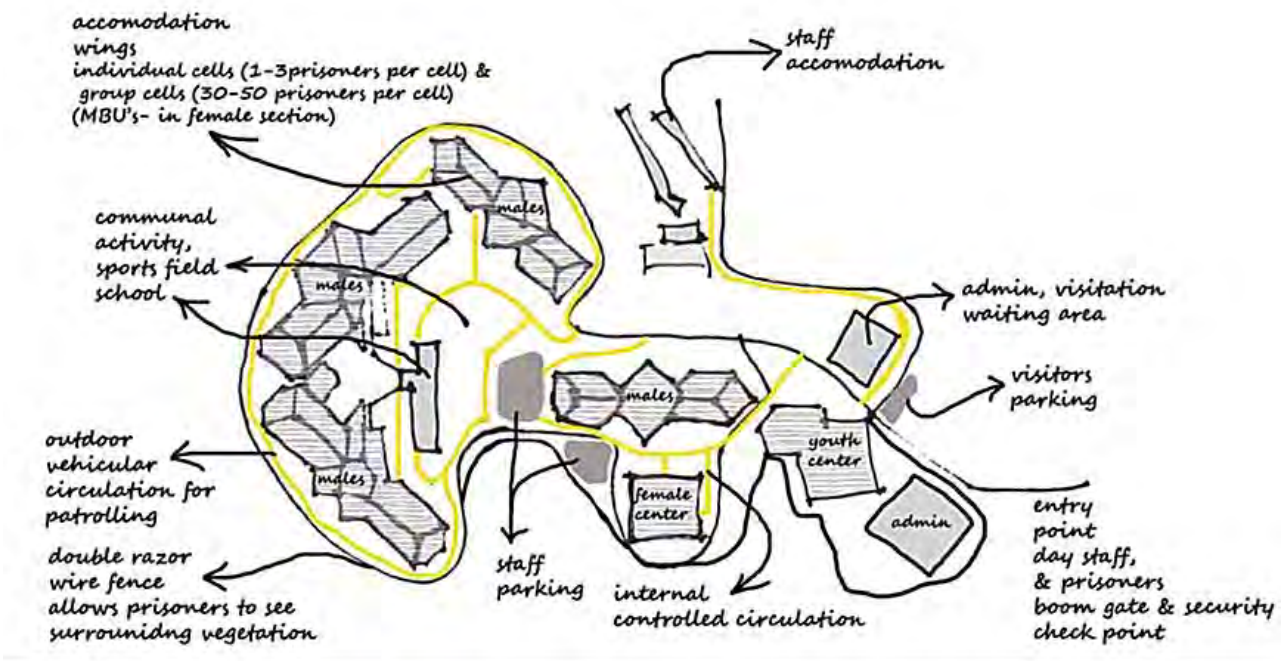 accomodation
wings
individual cells (1-3prisoners per cell) &
group cells (30-50 prisoners per cell)
(MBU's- in female section)
staff
accomodation
males
communal
activity,
sports field
school
males
admin, visitation
waiting area
visitors
parking
males
youth
center
outdoor
vehicular
circulation for
patrolling
males
female
center
admin
entry
point
day staff,
& prisoners
boom gate & security
check point
double razor
wire fence
allows prisoners to see
surrounidng vegetation
staff
parking
internal
controlled circulation